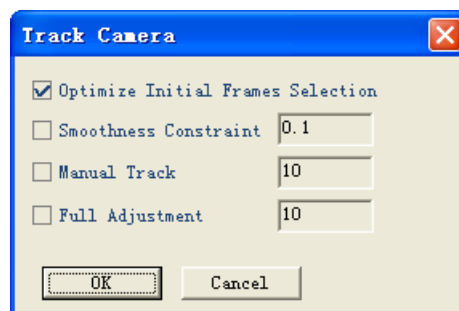 Track Camera
Optimize Initial Frames Selection
Smoothness Constraint 0.1
Manual Track 10
Full Adjustment 10
OK Cancel